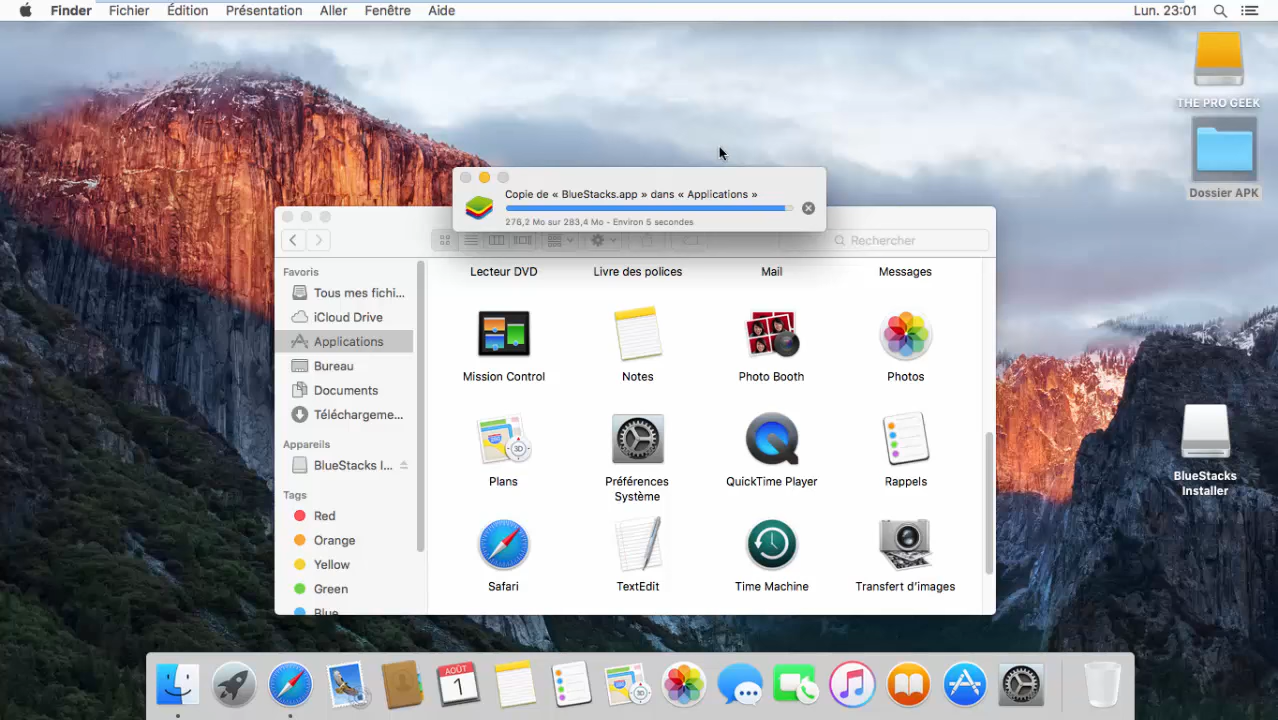 Finder Fichier Édition Présentation Aller Fenêtre Aide Lun. 23:01
THE PRO GEEK
Dossier APK
Copie de « BlueStacks.app » dans « Applications »
276,2 Mo sur 283,4 Mo - Environ 5 secondes
Rechercher
Favoris
Tous mes fichi...
iCloud Drive
Applications
Bureau
Documents
Téléchargeme...
Appareils
BlueStacks I...
Tags
Red
Orange
Yellow
Green
Blue
Lecteur DVD Livre des polices Mail Messages
Mission Control Notes Photo Booth Photos
Plans Préférences Système QuickTime Player Rappels
Safari TextEdit Time Machine Transfert d'images
BlueStacks
Installer
AOÛT
1
3D
3D